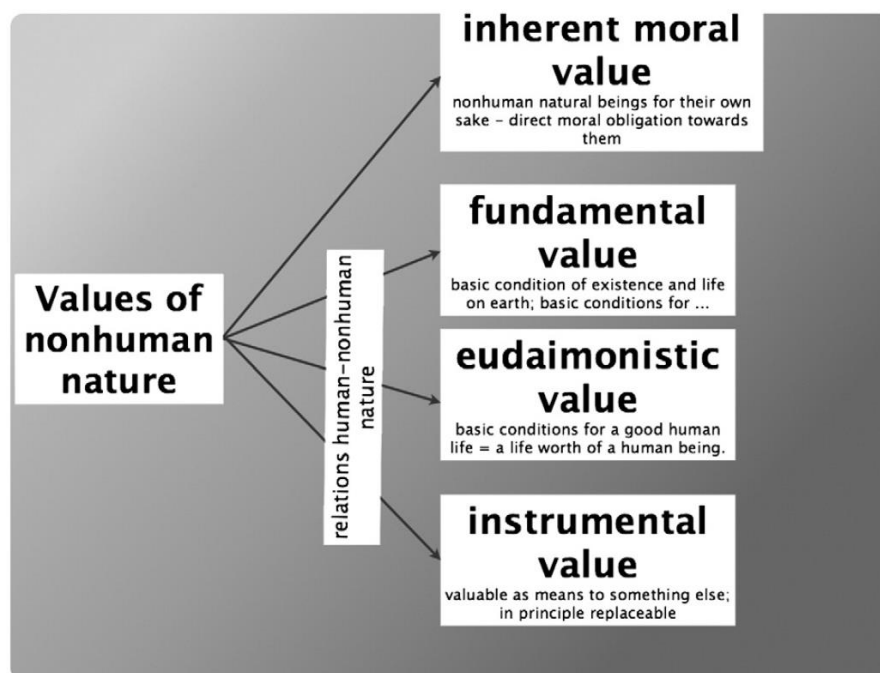 inherent moral
value
nonhuman natural beings for their own
sake – direct moral obligation towards
them
fundamental
value
basic condition of existence and life
on earth; basic conditions for ...
Values of
nonhuman
nature
relations human–nonhuman
nature
eudaimonistic
value
basic conditions for a good human
life = a life worth of a human being.
instrumental
value
valuable as means to something else;
in principle replaceable